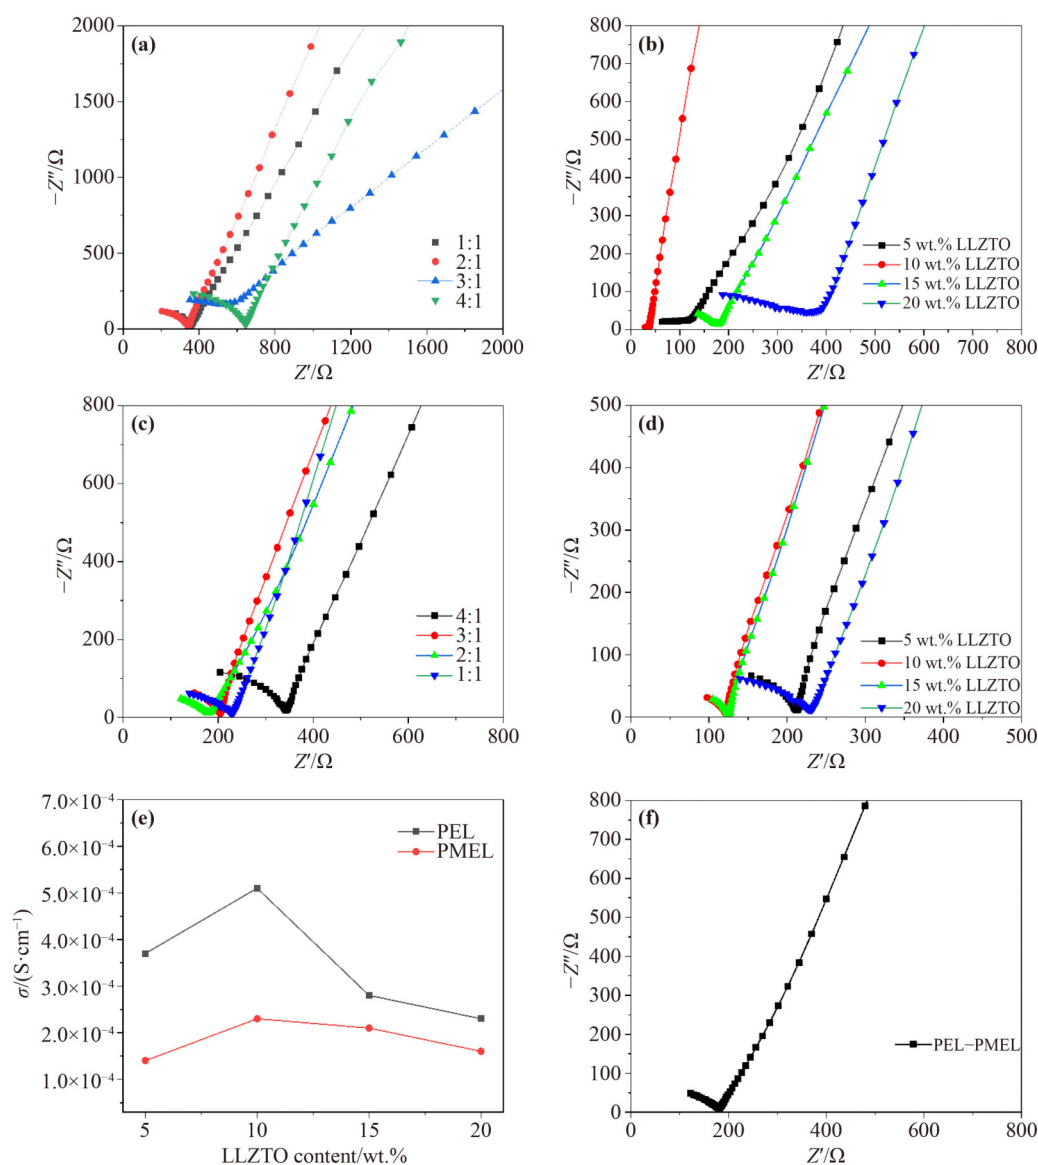 (a)
2000
1500
1000
500
0
−Z″/Ω
1:1
2:1
3:1
4:1
0 400 800 1200 1600 2000
Z′/Ω
(b)
800
700
600
500
400
300
200
100
0
−Z″/Ω
5 wt.% LLZTO
10 wt.% LLZTO
15 wt.% LLZTO
20 wt.% LLZTO
0 100 200 300 400 500 600 700 800
Z′/Ω
(c)
800
600
400
200
0
−Z″/Ω
4:1
3:1
2:1
1:1
0 200 400 600 800
Z′/Ω
(d)
500
400
300
200
100
0
−Z″/Ω
5 wt.% LLZTO
10 wt.% LLZTO
15 wt.% LLZTO
20 wt.% LLZTO
0 100 200 300 400 500
Z′/Ω
(e)
7.0×10⁻⁴
6.0×10⁻⁴
5.0×10⁻⁴
4.0×10⁻⁴
3.0×10⁻⁴
2.0×10⁻⁴
1.0×10⁻⁴
σ/(S·cm⁻¹)
PEL
PMEL
5 10 15 20
LLZTO content/wt.%
(f)
800
700
600
500
400
300
200
100
0
−Z″/Ω
PEL−PMEL
0 200 400 600 800
Z′/Ω